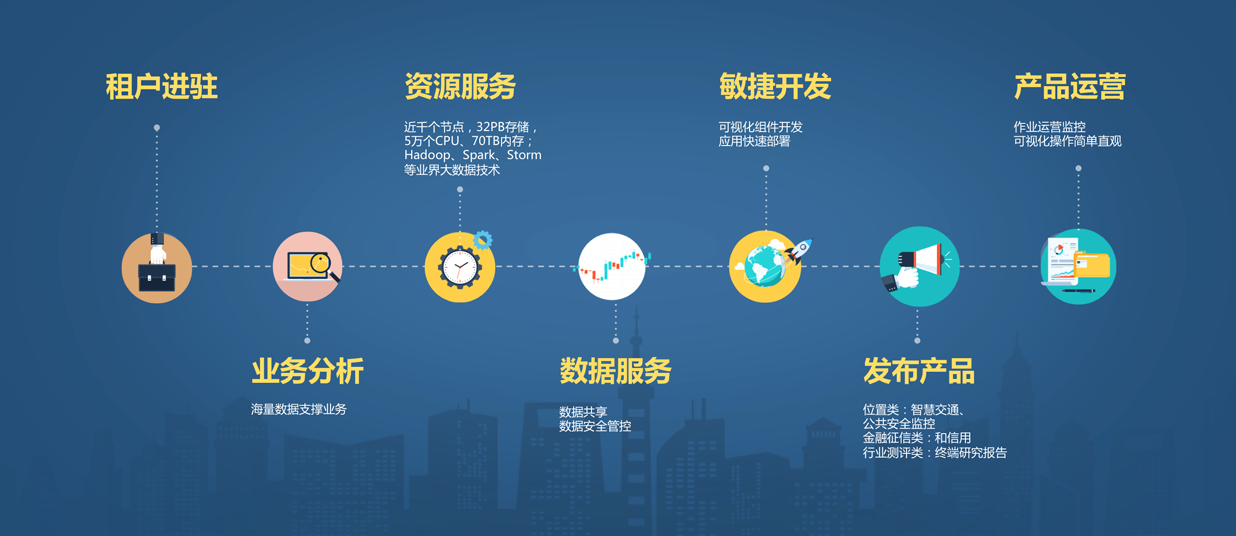 租户进驻
业务分析
海量数据支撑业务
资源服务
近千个节点，32PB存储，
5万个CPU、70TB内存；
Hadoop、Spark、Storm
等业界大数据技术
数据服务
数据共享
数据安全管控
敏捷开发
可视化组件开发
应用快速部署
发布产品
位置类：智慧交通、
公共安全监控
金融征信类：和信用
行业测评类：终端研究报告
产品运营
作业运营监控
可视化操作简单直观